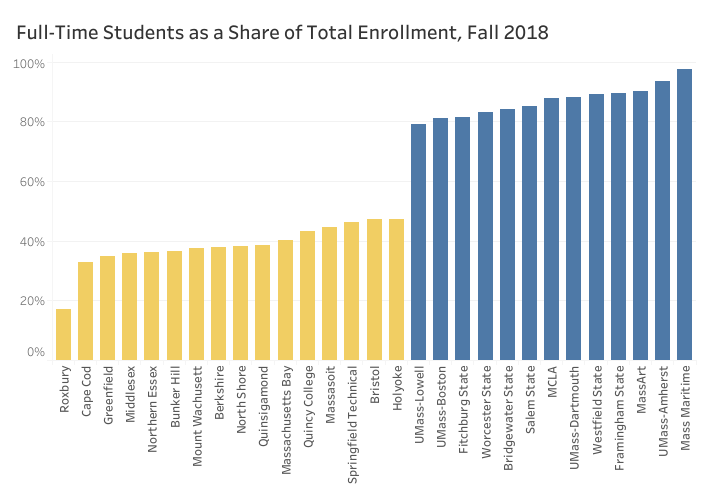 Full-Time Students as a Share of Total Enrollment, Fall 2018
100%
80%
60%
40%
20%
0%
Roxbury
Cape Cod
Greenfield
Middlesex
Northern Essex
Bunker Hill
Mount Wachusett
Berkshire
North Shore
Quinsigamond
Massachusetts Bay
Quincy College
Massasoit
Springfield Technical
Bristol
Holyoke
UMass-Lowell
UMass-Boston
Fitchburg State
Worcester State
Bridgewater State
Salem State
MCLA
UMass-Dartmouth
Westfield State
Framingham State
MassArt
UMass-Amherst
Mass Maritime